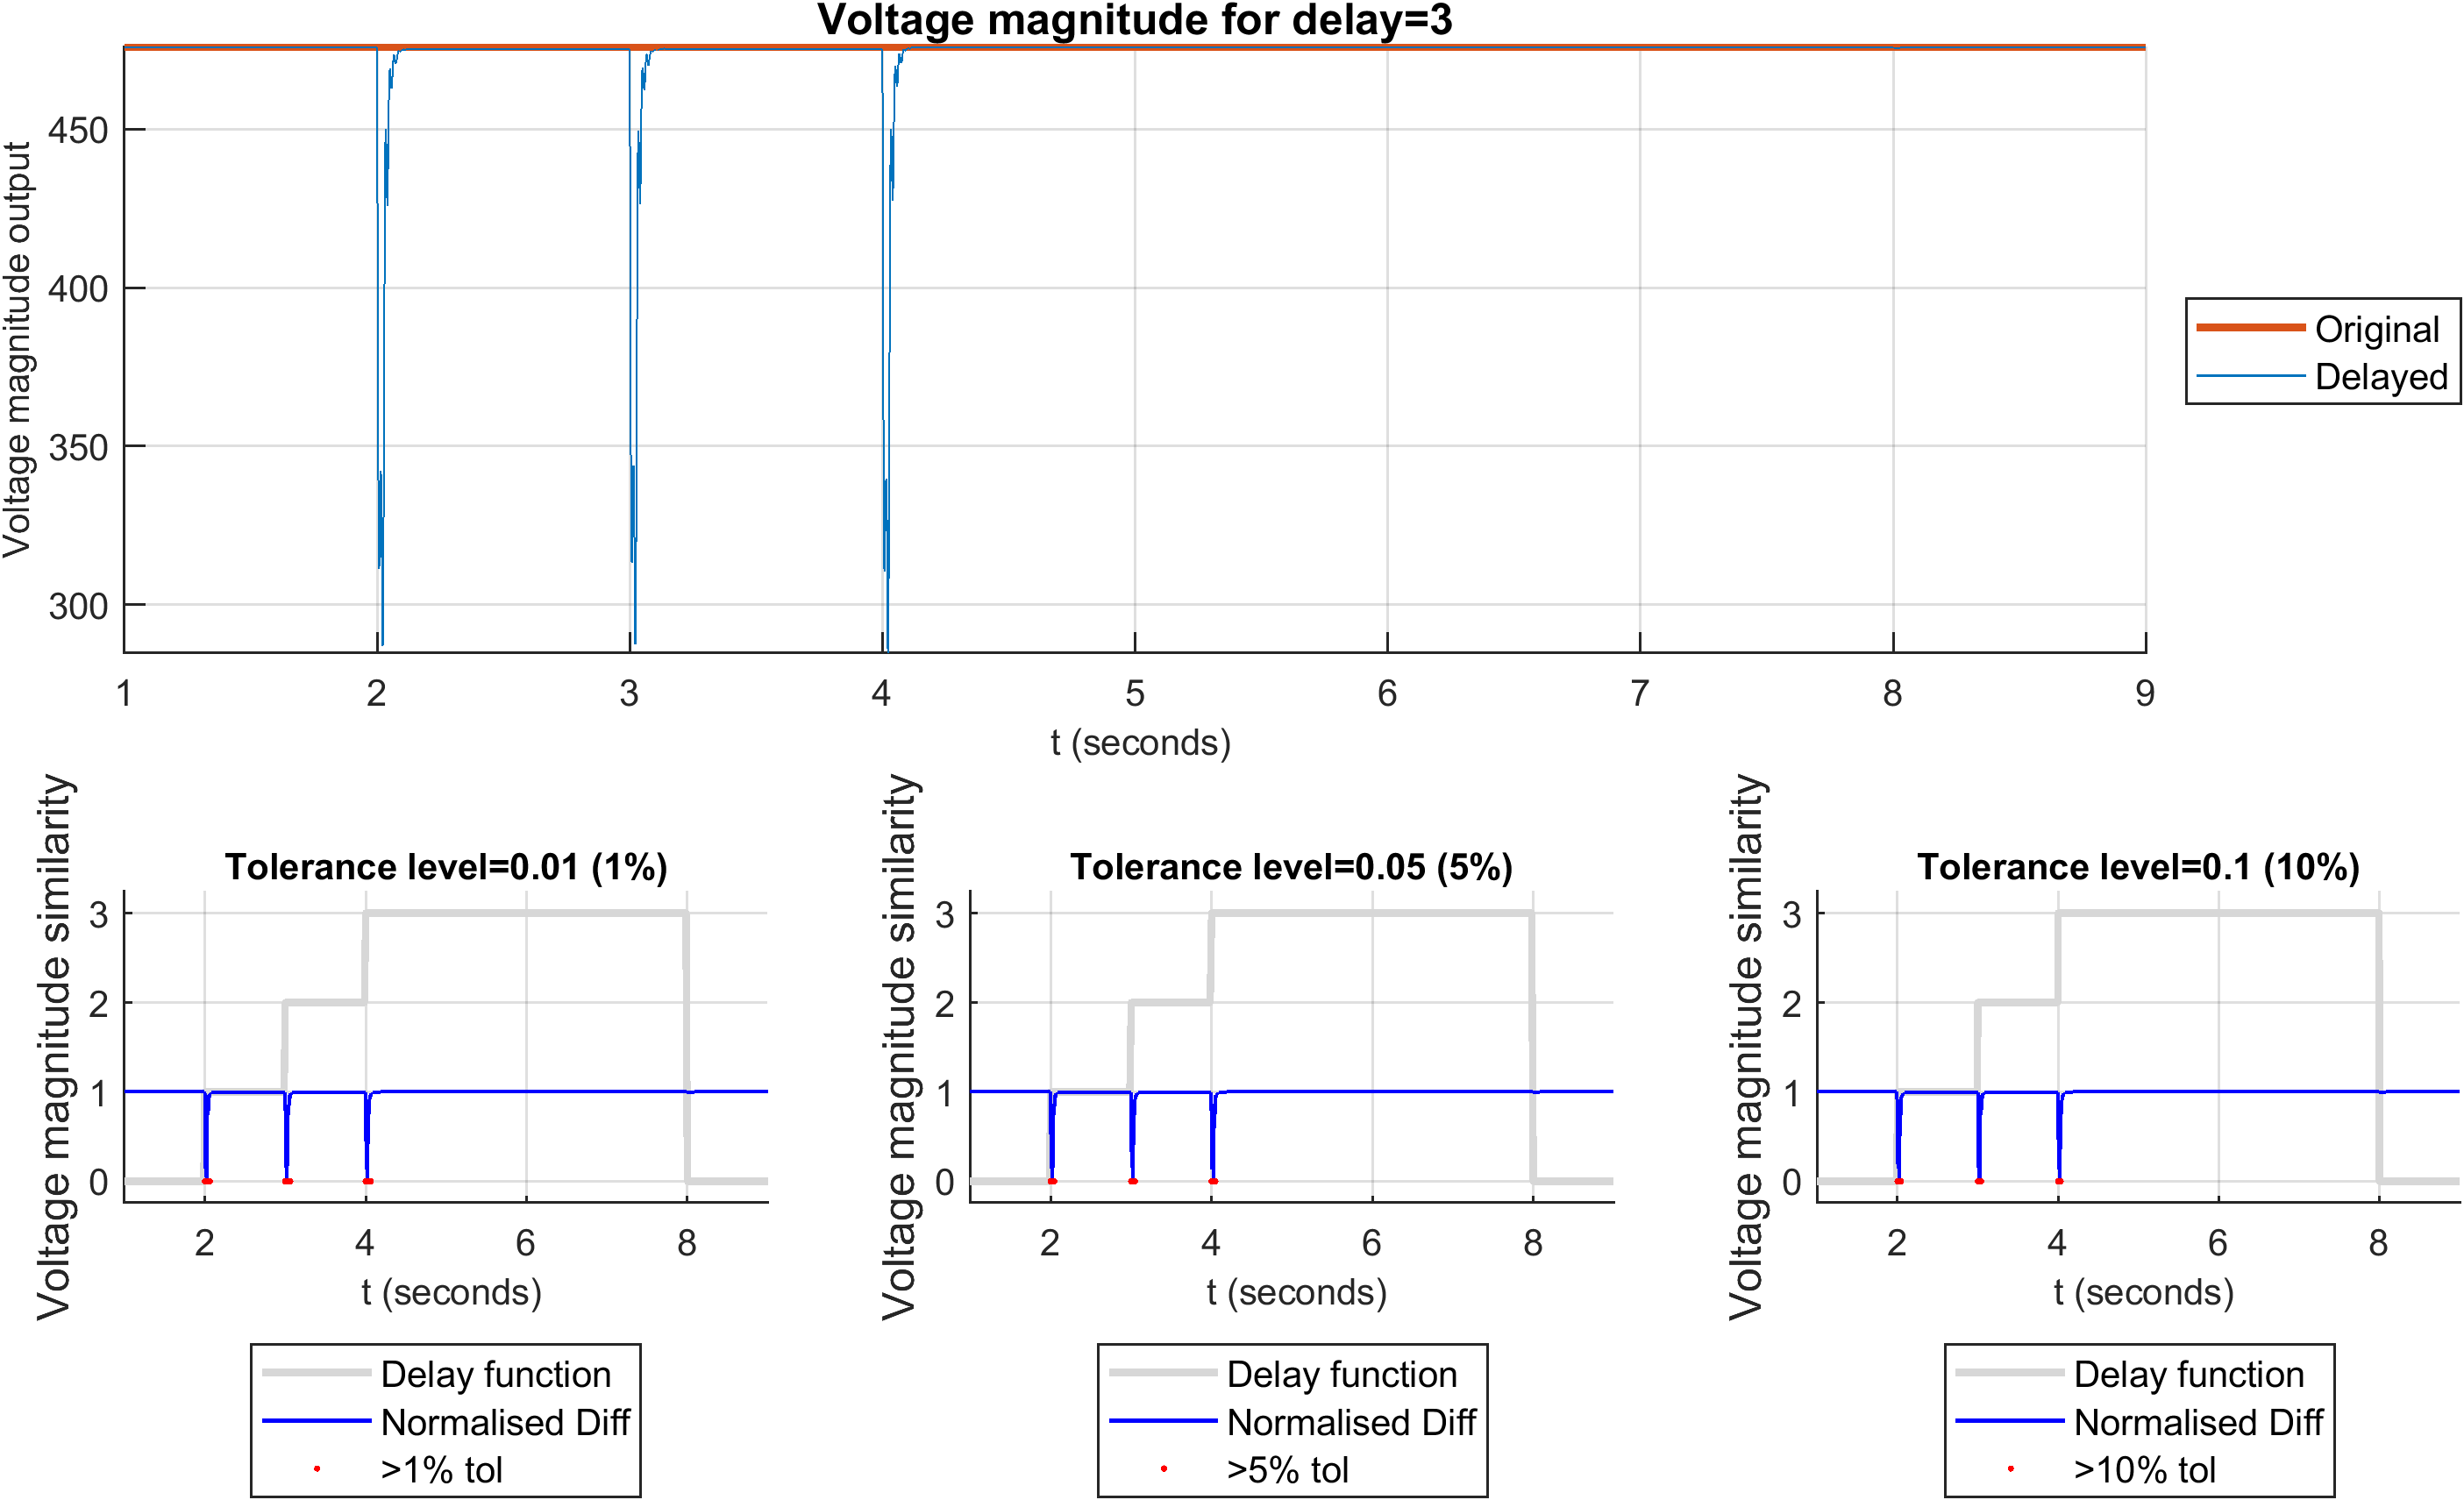 Voltage magnitude for delay=3
Voltage magnitude output
450
400
350
300
1 2 3 4 5 6 7 8 9
t (seconds)
Original
Delayed
Tolerance level=0.01 (1%)
Voltage magnitude similarity
3
2
1
0
2 4 6 8
t (seconds)
Delay function
Normalised Diff
>1% tol
Tolerance level=0.05 (5%)
Voltage magnitude similarity
3
2
1
0
2 4 6 8
t (seconds)
Delay function
Normalised Diff
>5% tol
Tolerance level=0.1 (10%)
Voltage magnitude similarity
3
2
1
0
2 4 6 8
t (seconds)
Delay function
Normalised Diff
>10% tol